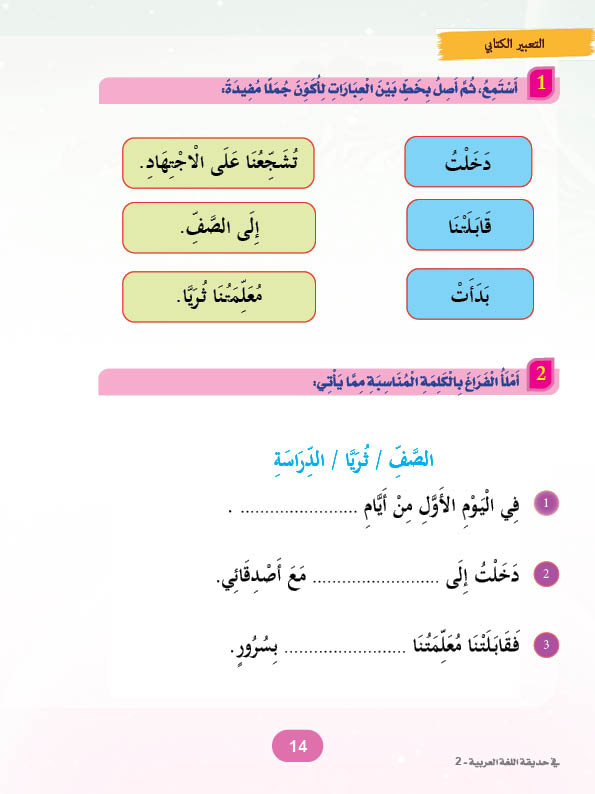 التعبير الكتابي
1 أَسْتَمِعُ، ثُمَّ أَصِلُ بِخَطٍّ بَيْنَ الْعِبَارَاتِ لِأُكَوِّنَ جُمَلًا مُفِيدَةً:
دَخَلْتُ تُشَجِّعُنَا عَلَى الْاجْتِهَادِ.
قَابَلَتْنَا إِلَى الصَّفِّ.
بَدَأَتْ مُعَلِّمَتُنَا ثُرَيَّا.
2 أَمْلَأُ الْفَرَاغَ بِالْكَلِمَةِ الْمُنَاسِبَةِ مِمَّا يَأْتِي:
الصَّفِّ / ثُرَيَّا / الدِّرَاسَةِ
1 فِي الْيَوْمِ الأَوَّلِ مِنْ أَيَّامِ ........................ .
2 دَخَلْتُ إِلَى .......................... مَعَ أَصْدِقَائِي.
3 فَقَابَلَتْنَا مُعَلِّمَتُنَا ......................... بِسُرُورٍ.
14
في حديقة اللغة العربية - 2